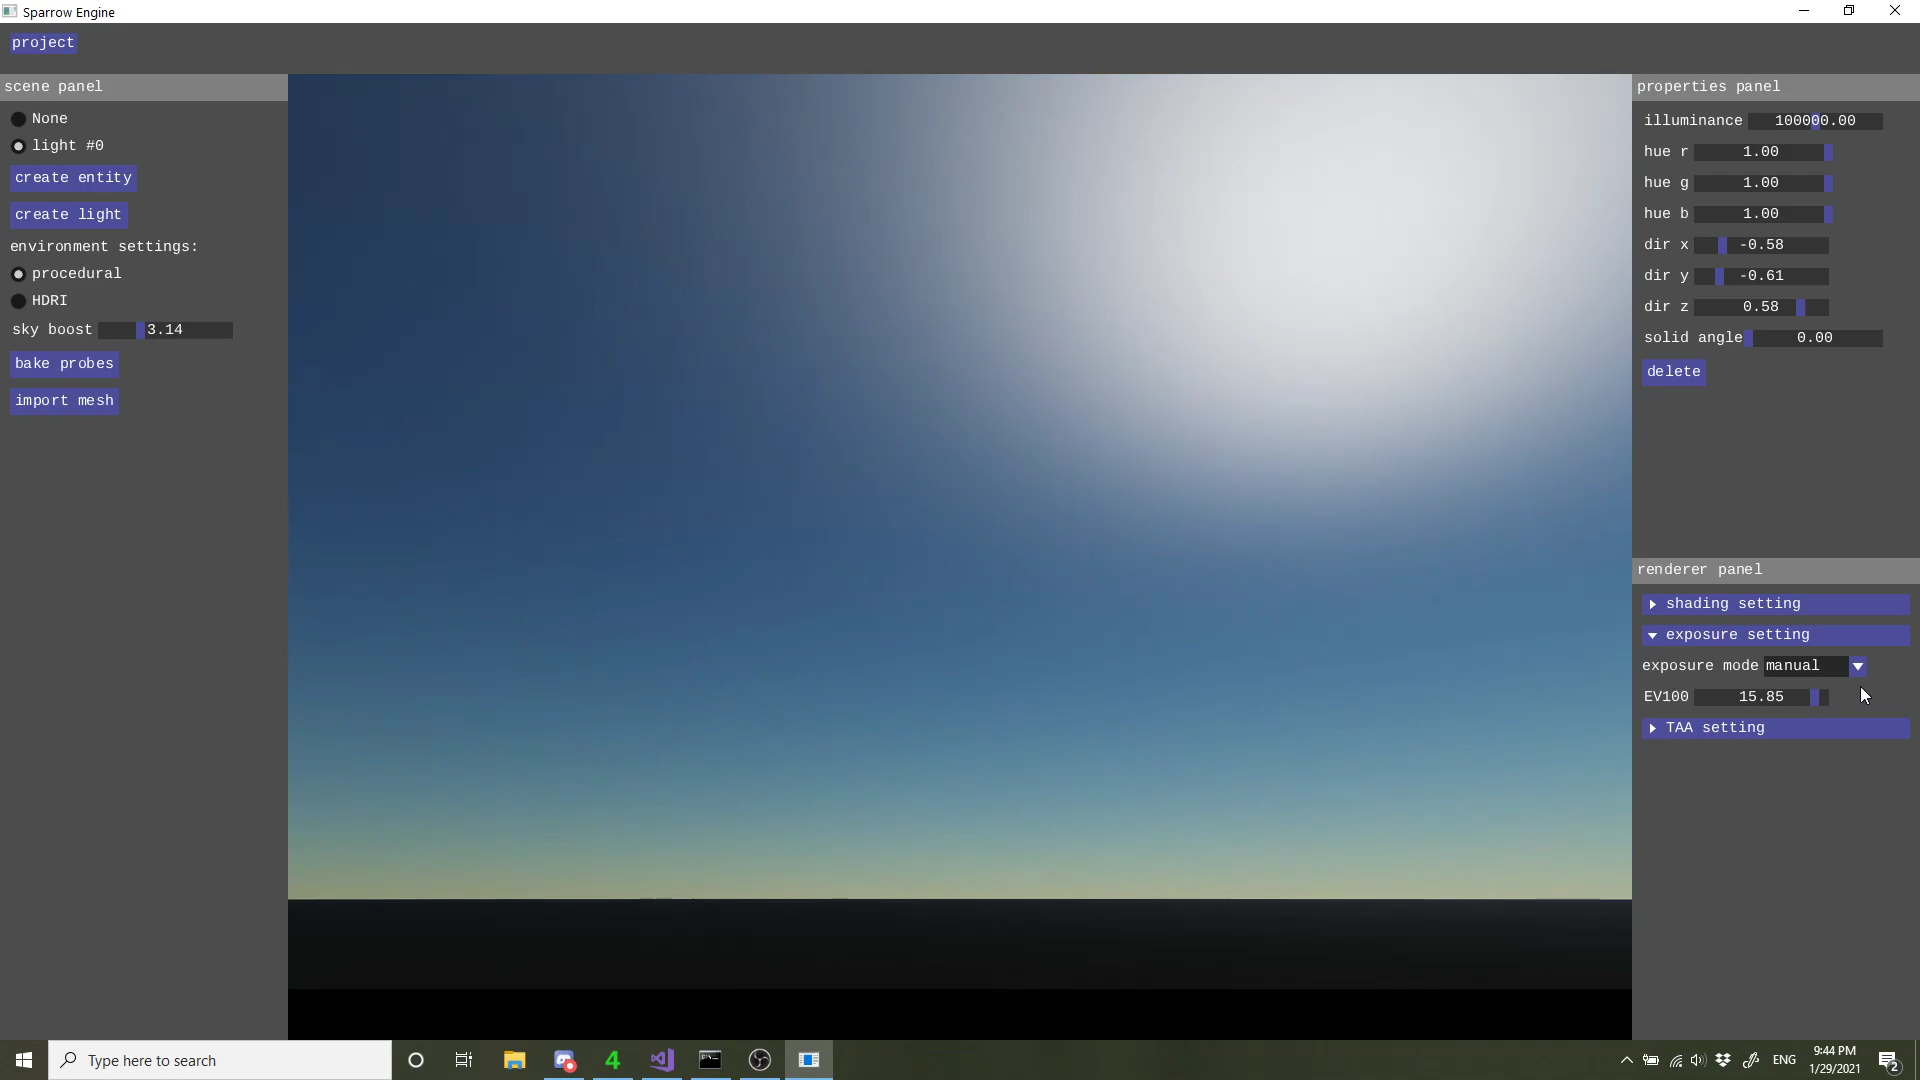 Sparrow Engine
project
scene panel
None
light #0
create entity
create light
environment settings:
procedural
HDRI
sky boost 3.14
bake probes
import mesh
properties panel
illuminance 100000.00
hue r 1.00
hue g 1.00
hue b 1.00
dir x -0.58
dir y -0.61
dir z 0.58
solid angle 0.00
delete
renderer panel
shading setting
exposure setting
exposure mode manual
EV100 15.85
TAA setting
Type here to search
4
ENG
9:44 PM
1/29/2021
2